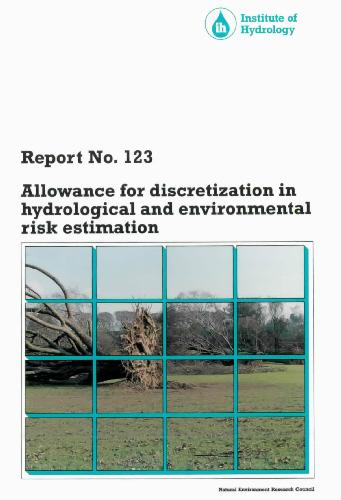 ih
Institute of
Hydrology
Report No. 123
Allowance for discretization in
hydrological and environmental
risk estimation
Natural Environment Research Council